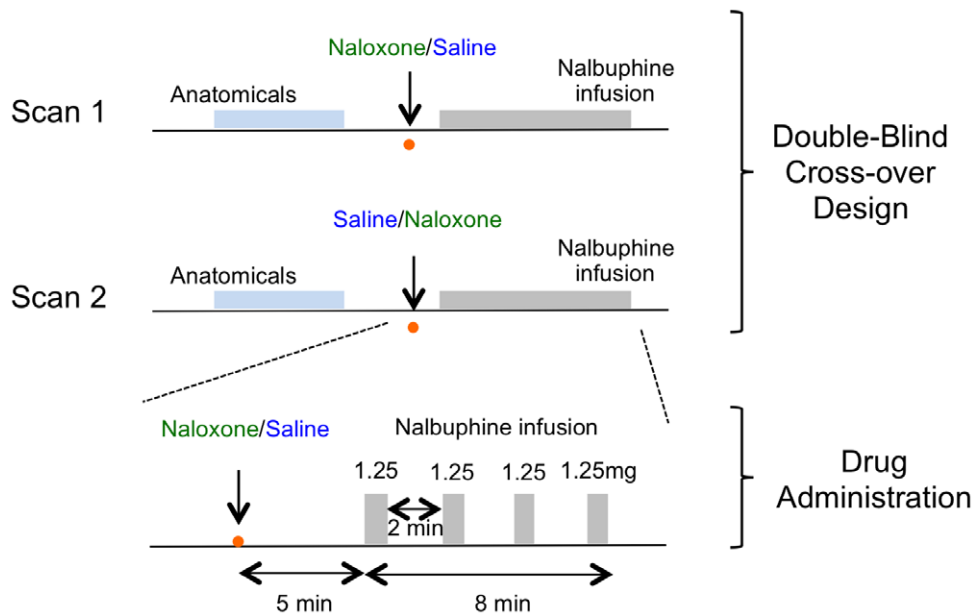 Naloxone/Saline
Anatomicals
Nalbuphine
infusion
Scan 1
Saline/Naloxone
Anatomicals
Nalbuphine
infusion
Scan 2
Double-Blind
Cross-over
Design
Naloxone/Saline
Nalbuphine infusion
1.25 1.25 1.25 1.25mg
2 min
5 min
8 min
Drug
Administration